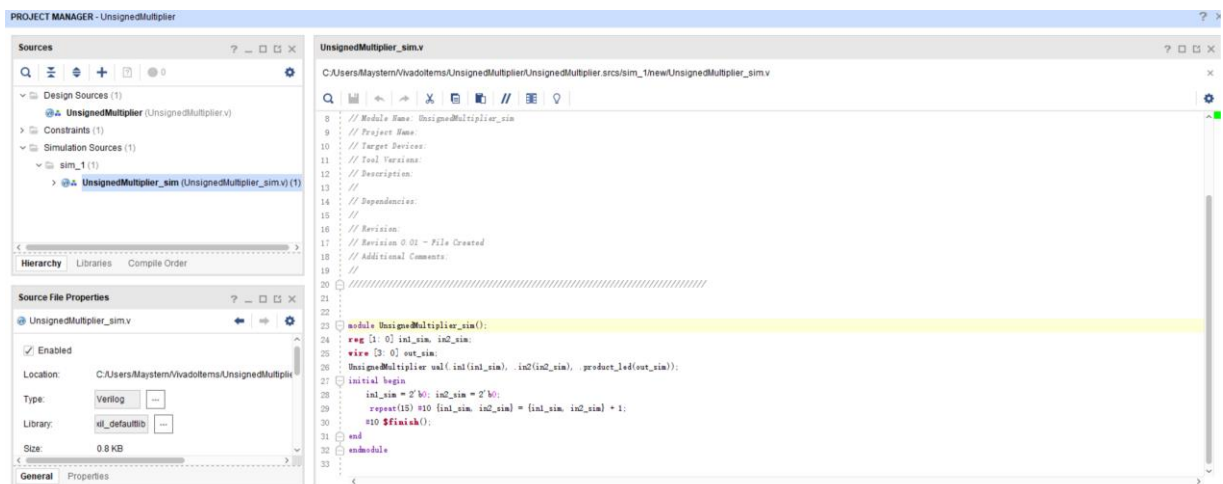 PROJECT MANAGER - UnsignedMultiplier
Sources
0
Design Sources (1)
UnsignedMultiplier (UnsignedMultiplier.v)
Constraints (1)
Simulation Sources (1)
sim_1 (1)
UnsignedMultiplier_sim (UnsignedMultiplier_sim.v) (1)
Hierarchy Libraries Compile Order
Source File Properties
UnsignedMultiplier_sim.v
Enabled
Location: C:/Users/Maystern/VivadoItems/UnsignedMultiplie
Type: Verilog ...
Library: xil_defaultlib ...
Size: 0.8 KB
General Properties
UnsignedMultiplier_sim.v
C:/Users/Maystern/VivadoItems/UnsignedMultiplier/UnsignedMultiplier.srcs/sim_1/new/UnsignedMultiplier_sim.v
8 // Module Name: UnsignedMultiplier_sim
9 // Project Name:
10 // Target Devices:
11 // Tool Versions:
12 // Description:
13 //
14 // Dependencies:
15 //
16 // Revision:
17 // Revision 0.01 - File Created
18 // Additional Comments:
19 //
20 //////////////////////////////////////////////////////////////////////////////////
21
22
23 module UnsignedMultiplier_sim();
24 reg [1: 0] in1_sim, in2_sim;
25 wire [3: 0] out_sim;
26 UnsignedMultiplier ual(.in1(in1_sim), .in2(in2_sim), .product_led(out_sim));
27 initial begin
28 in1_sim = 2'b0; in2_sim = 2'b0;
29 repeat(15) #10 {in1_sim, in2_sim} = {in1_sim, in2_sim} + 1;
30 #10 $finish();
31 end
32 endmodule
33